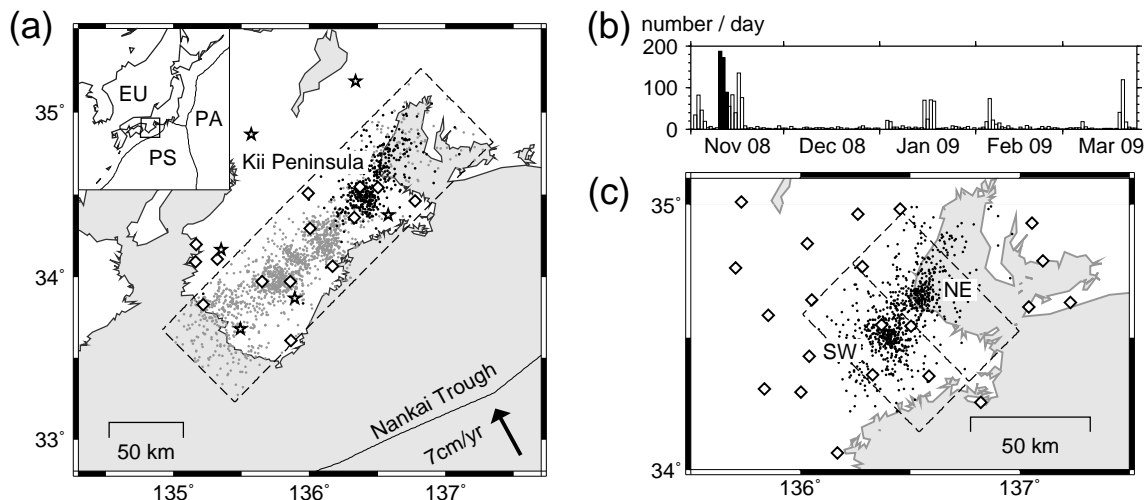 (a)
EU
PA
PS
Kii Peninsula
Nankai Trough
7cm/yr
50 km
35°
34°
33°
135°
136°
137°
(b)
number / day
200
100
0
Nov 08
Dec 08
Jan 09
Feb 09
Mar 09
(c)
35°
34°
NE
SW
50 km
136°
137°